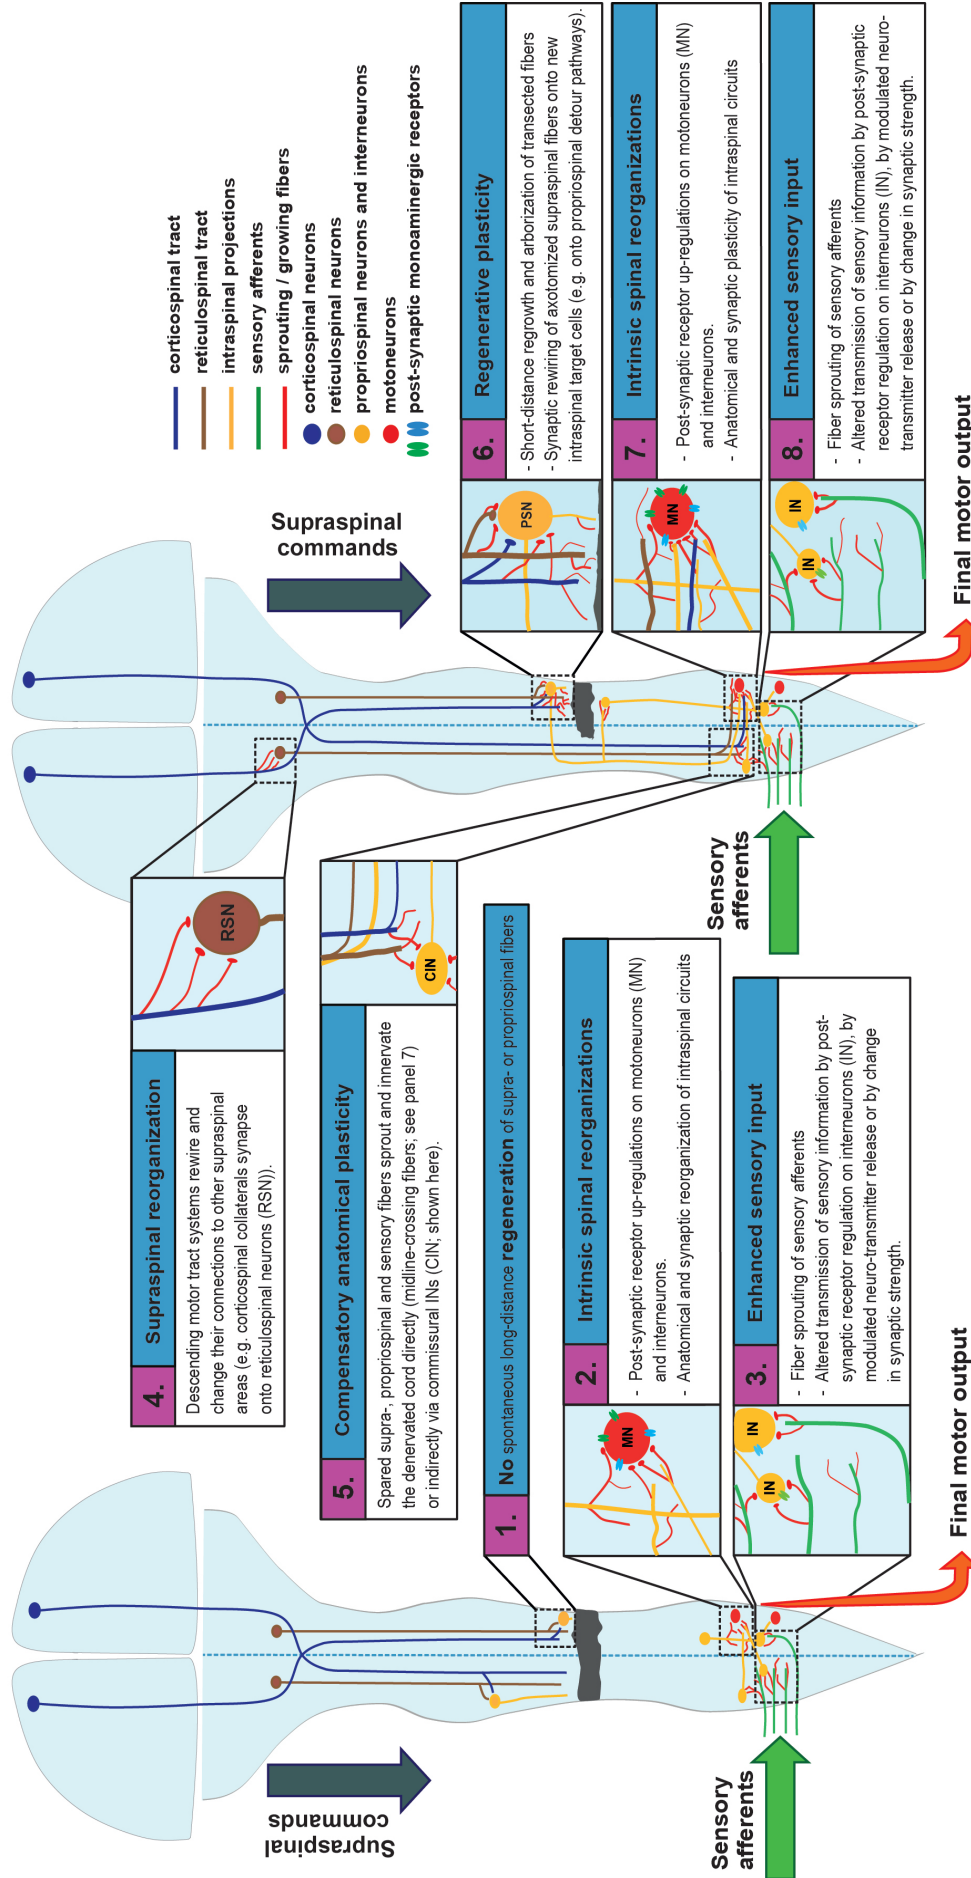 corticospinal tract
reticulospinal tract
intraspinal projections
sensory afferents
sprouting / growing fibers
corticospinal neurons
reticulospinal neurons
propriospinal neurons and interneurons
motoneurons
post-synaptic monoaminergic receptors
Supraspinal
commands
Supraspinal
commands
4.
Supraspinal reorganization
Descending motor tract systems rewire and
change their connections to other supraspinal
areas (e.g. corticospinal collaterals synapse
onto reticulospinal neurons (RSN)).
RSN
5.
Compensatory anatomical plasticity
Spared supra-, propriospinal and sensory fibers sprout and innervate
the denervated cord directly (midline-crossing fibers; see panel 7)
or indirectly via commissural INs (CIN; shown here).
CIN
1.
No spontaneous long-distance regeneration of supra- or propriospinal fibers
2.
Intrinsic spinal reorganizations
- Post-synaptic receptor up-regulations on motoneurons (MN)
and interneurons.
- Anatomical and synaptic reorganization of intraspinal circuits
MN
3.
Enhanced sensory input
- Fiber sprouting of sensory afferents
- Altered transmission of sensory information by post-
synaptic receptor regulation on interneurons (IN), by
modulated neuro-transmitter release or by change
in synaptic strength.
IN
IN
Sensory
afferents
Final motor output
6.
Regenerative plasticity
- Short-distance regrowth and arborization of transected fibers
- Synaptic rewiring of axotomized supraspinal fibers onto new
intraspinal target cells (e.g. onto propriospinal detour pathways).
PSN
7.
Intrinsic spinal reorganizations
- Post-synaptic receptor up-regulations on motoneurons (MN)
and interneurons.
- Anatomical and synaptic plasticity of intraspinal circuits
MN
8.
Enhanced sensory input
- Fiber sprouting of sensory afferents
- Altered transmission of sensory information by post-synaptic
receptor regulation on interneurons (IN), by modulated neuro-
transmitter release or by change in synaptic strength.
IN
IN
Sensory
afferents
Final motor output